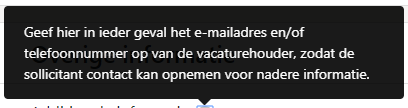 Geef hier in ieder geval het e-mailadres en/of
telefoonnummer op van de vacaturehouder, zodat de
sollicitant contact kan opnemen voor nadere informatie.